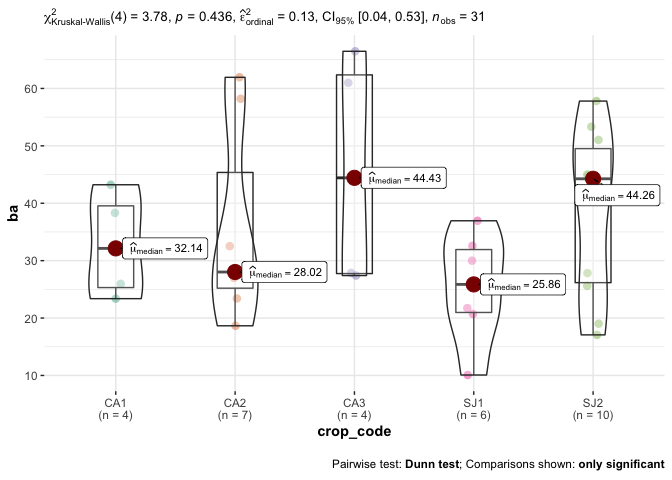 χ²Kruskal-Wallis(4) = 3.78, p = 0.436, ε̂²ordinal = 0.13, CI95% [0.04, 0.53], nobs = 31
60
50
40
30
20
10
ba
μ̂median = 32.14
μ̂median = 28.02
μ̂median = 44.43
μ̂median = 25.86
μ̂median = 44.26
CA1 CA2 CA3 SJ1 SJ2
(n = 4) (n = 7) (n = 4) (n = 6) (n = 10)
crop_code
Pairwise test: Dunn test; Comparisons shown: only significant